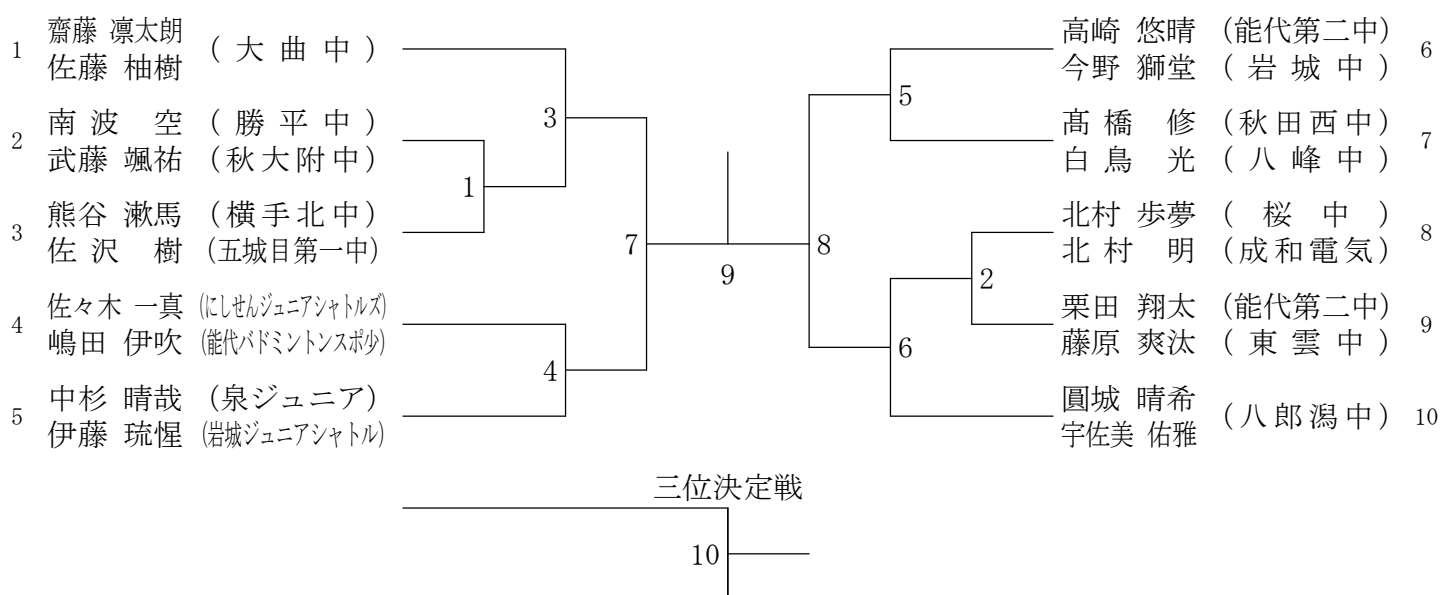 1 齋藤 凛太朗 (大曲中)
佐藤 柚樹
2 南波 空 (勝平中)
武藤 颯祐 (秋大附中)
3 熊谷 漱馬 (横手北中)
佐沢 樹 (五城目第一中)
4 佐々木 一真 (にしせんジュニアシャトルズ)
嶋田 伊吹 (能代バドミントンスポ少)
5 中杉 晴哉 (泉ジュニア)
伊藤 琉惺 (岩城ジュニアシャトル)
3
1
7
4
9
8
5
2
6
高崎 悠晴 (能代第二中) 6
今野 獅堂 (岩城中)
髙橋 修 (秋田西中) 7
白鳥 光 (八峰中)
北村 歩夢 (桜中) 8
北村 明 (成和電気)
栗田 翔太 (能代第二中) 9
藤原 爽汰 (東雲中)
圓城 晴希 (八郎潟中) 10
宇佐美 佑雅
三位決定戦
10